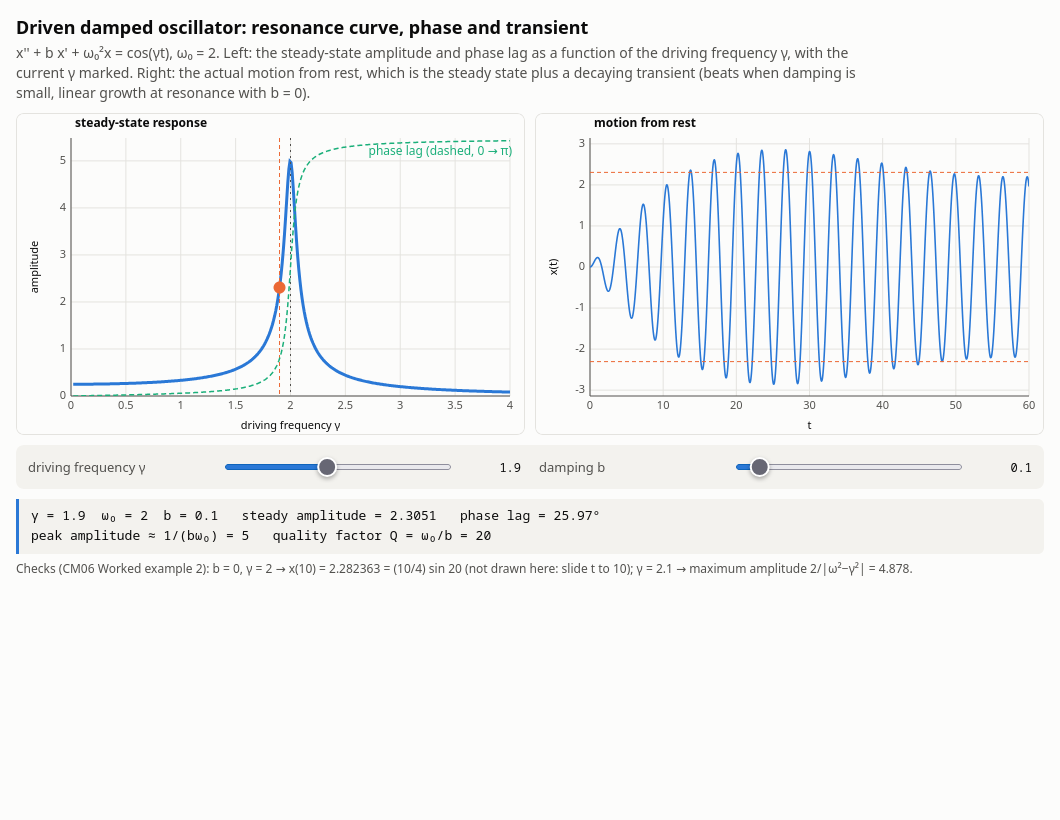 Driven damped oscillator: resonance curve, phase and transient
x'' + b x' + ω₀²x = cos(γt), ω₀ = 2. Left: the steady-state amplitude and phase lag as a function of the driving frequency γ, with the
current γ marked. Right: the actual motion from rest, which is the steady state plus a decaying transient (beats when damping is
small, linear growth at resonance with b = 0).
steady-state response
phase lag (dashed, 0 → π)
5
4
3
2
1
0
amplitude
0 0.5 1 1.5 2 2.5 3 3.5 4
driving frequency γ
motion from rest
3
2
1
0
-1
-2
-3
x(t)
0 10 20 30 40 50 60
t
driving frequency γ 1.9 damping b 0.1
γ = 1.9 ω₀ = 2 b = 0.1 steady amplitude = 2.3051 phase lag = 25.97°
peak amplitude ≈ 1/(bω₀) = 5 quality factor Q = ω₀/b = 20
Checks (CM06 Worked example 2): b = 0, γ = 2 → x(10) = 2.282363 = (10/4) sin 20 (not drawn here: slide t to 10); γ = 2.1 → maximum amplitude 2/|ω²−γ²| = 4.878.